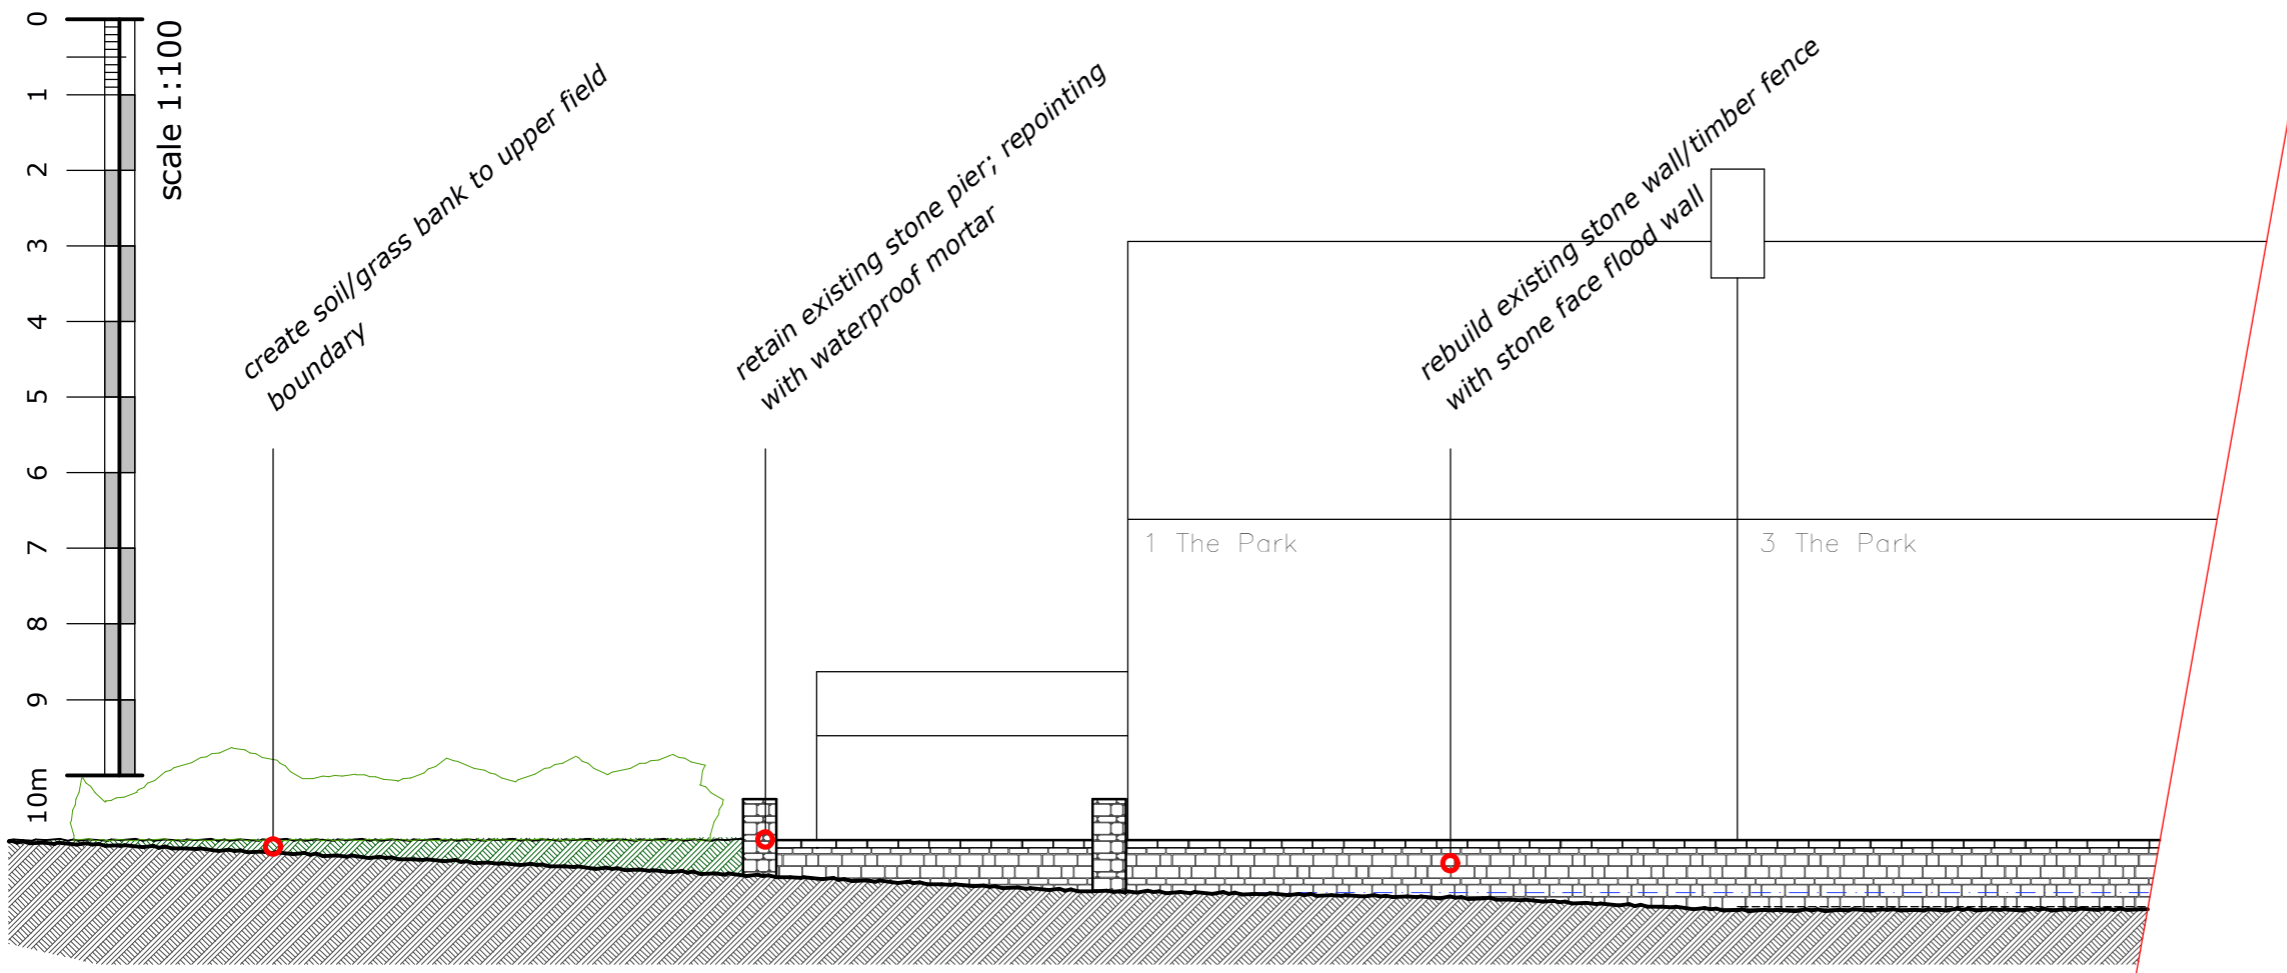 0
1
2
3
4
5
6
7
8
9
10m
scale 1:100
create soil/grass bank to upper field
boundary
retain existing stone pier; repointing
with waterproof mortar
rebuild existing stone wall/timber fence
with stone face flood wall
1 The Park
3 The Park